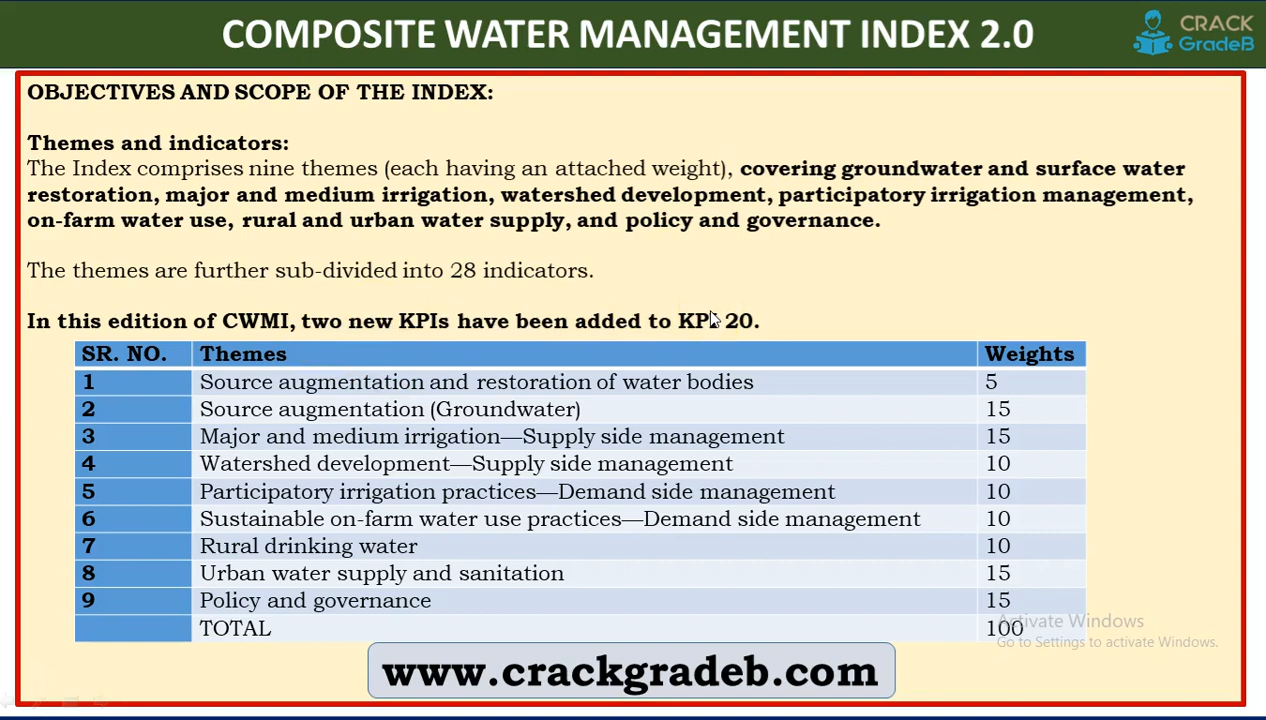 COMPOSITE WATER MANAGEMENT INDEX 2.0
CRACK
GradeB
OBJECTIVES AND SCOPE OF THE INDEX:
Themes and indicators:
The Index comprises nine themes (each having an attached weight), covering groundwater and surface water
restoration, major and medium irrigation, watershed development, participatory irrigation management,
on-farm water use, rural and urban water supply, and policy and governance.
The themes are further sub-divided into 28 indicators.
In this edition of CWMI, two new KPIs have been added to KPI 20.
SR. NO. Themes Weights
1 Source augmentation and restoration of water bodies 5
2 Source augmentation (Groundwater) 15
3 Major and medium irrigation—Supply side management 15
4 Watershed development—Supply side management 10
5 Participatory irrigation practices—Demand side management 10
6 Sustainable on-farm water use practices—Demand side management 10
7 Rural drinking water 10
8 Urban water supply and sanitation 15
9 Policy and governance 15
TOTAL 100
Activate Windows
Go to Settings to activate Windows.
www.crackgradeb.com